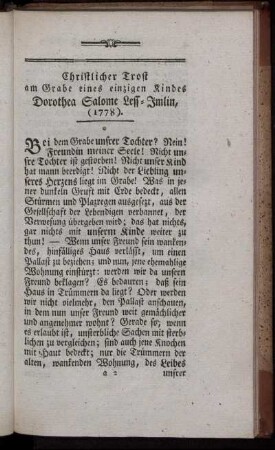 Christlicher Trost
am Grabe eines einzigen Kindes
Dorothea Salome Less-Imlin,
(1778).
Bei dem Grabe unsrer Tochter? Nein!
Freundin meiner Seele! Nicht un-
sre Tochter ist gestorben! Nicht unser Kind
hat mann beerdigt! Nicht der Liebling un-
seres Herzens liegt im Grabe! Was in
jener dunkeln Gruft mit Erde bedeckt, allen
Stürmen und Plazregen ausgesezt, aus der
Gesellschaft der Lebendigen verbannet, der
Verwesung übergeben wird; das hat nichts,
gar nichts mit unserm Kinde weiter zu
thun! — Wenn unser Freund sein wanken-
des, hinfälliges Haus verlässt, um einen
Pallast zu beziehen; und nun, jene ehemahlige
Wohnung einstürzt: werden wir da unsern
Freund beklagen? Es bedauren; daß sein
Haus in Trümmern da liegt? Oder werden
wir nicht vielmehr, den Pallast anschauen,
in dem nun unser Freund weit gemächlicher
und angenehmer wohnt? Gerade so; wenn
es erlaubt ist, unsterbliche Sachen mit sterb-
lichen zu vergleichen; sind auch jene Knochen
mit Haut bedeckt; nur die Trümmern der
alten, wankenden Wohnung, des Leibes
a 2 unsrer